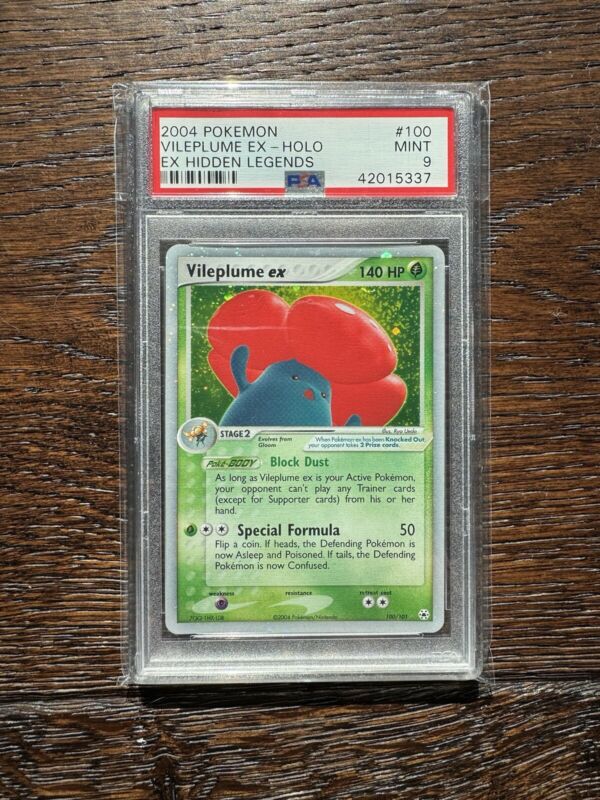 2004 POKEMON #100
VILEPLUME EX - HOLO MINT
EX HIDDEN LEGENDS 9
PSA 42015337
Vileplume ex 140 HP
STAGE 2 Evolves from
Gloom
Illus. Ryo Ueda
When Pokémon-ex has been Knocked Out,
your opponent takes 2 Prize cards.
Poké-BODY Block Dust
As long as Vileplume ex is your Active Pokémon,
your opponent can't play any Trainer cards
(except for Supporter cards) from his or her
hand.
Special Formula 50
Flip a coin. If heads, the Defending Pokémon is
now Asleep and Poisoned. If tails, the Defending
Pokémon is now Confused.
weakness resistance retreat cost
©2004 Pokémon/Nintendo 100/101